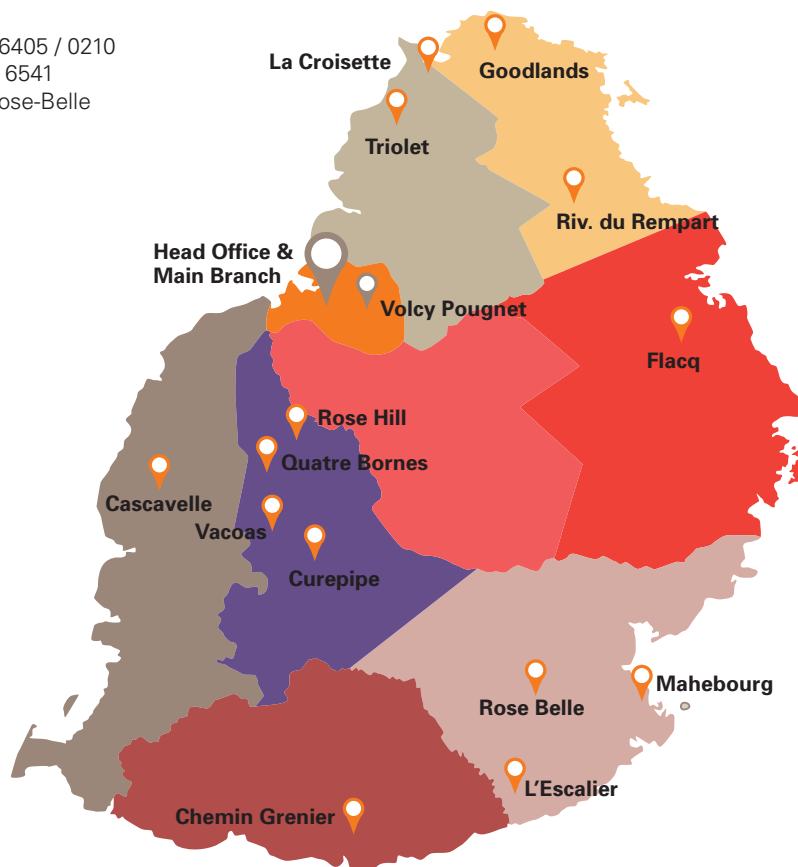 6405 / 0210
6541
ose-Belle
La Croisette
Goodlands
Triolet
Riv. du Rempart
Head Office &
Main Branch
Volcy Pougnet
Flacq
Rose Hill
Quatre Bornes
Cascavelle
Vacoas
Curepipe
Mahebourg
Rose Belle
L'Escalier
Chemin Grenier